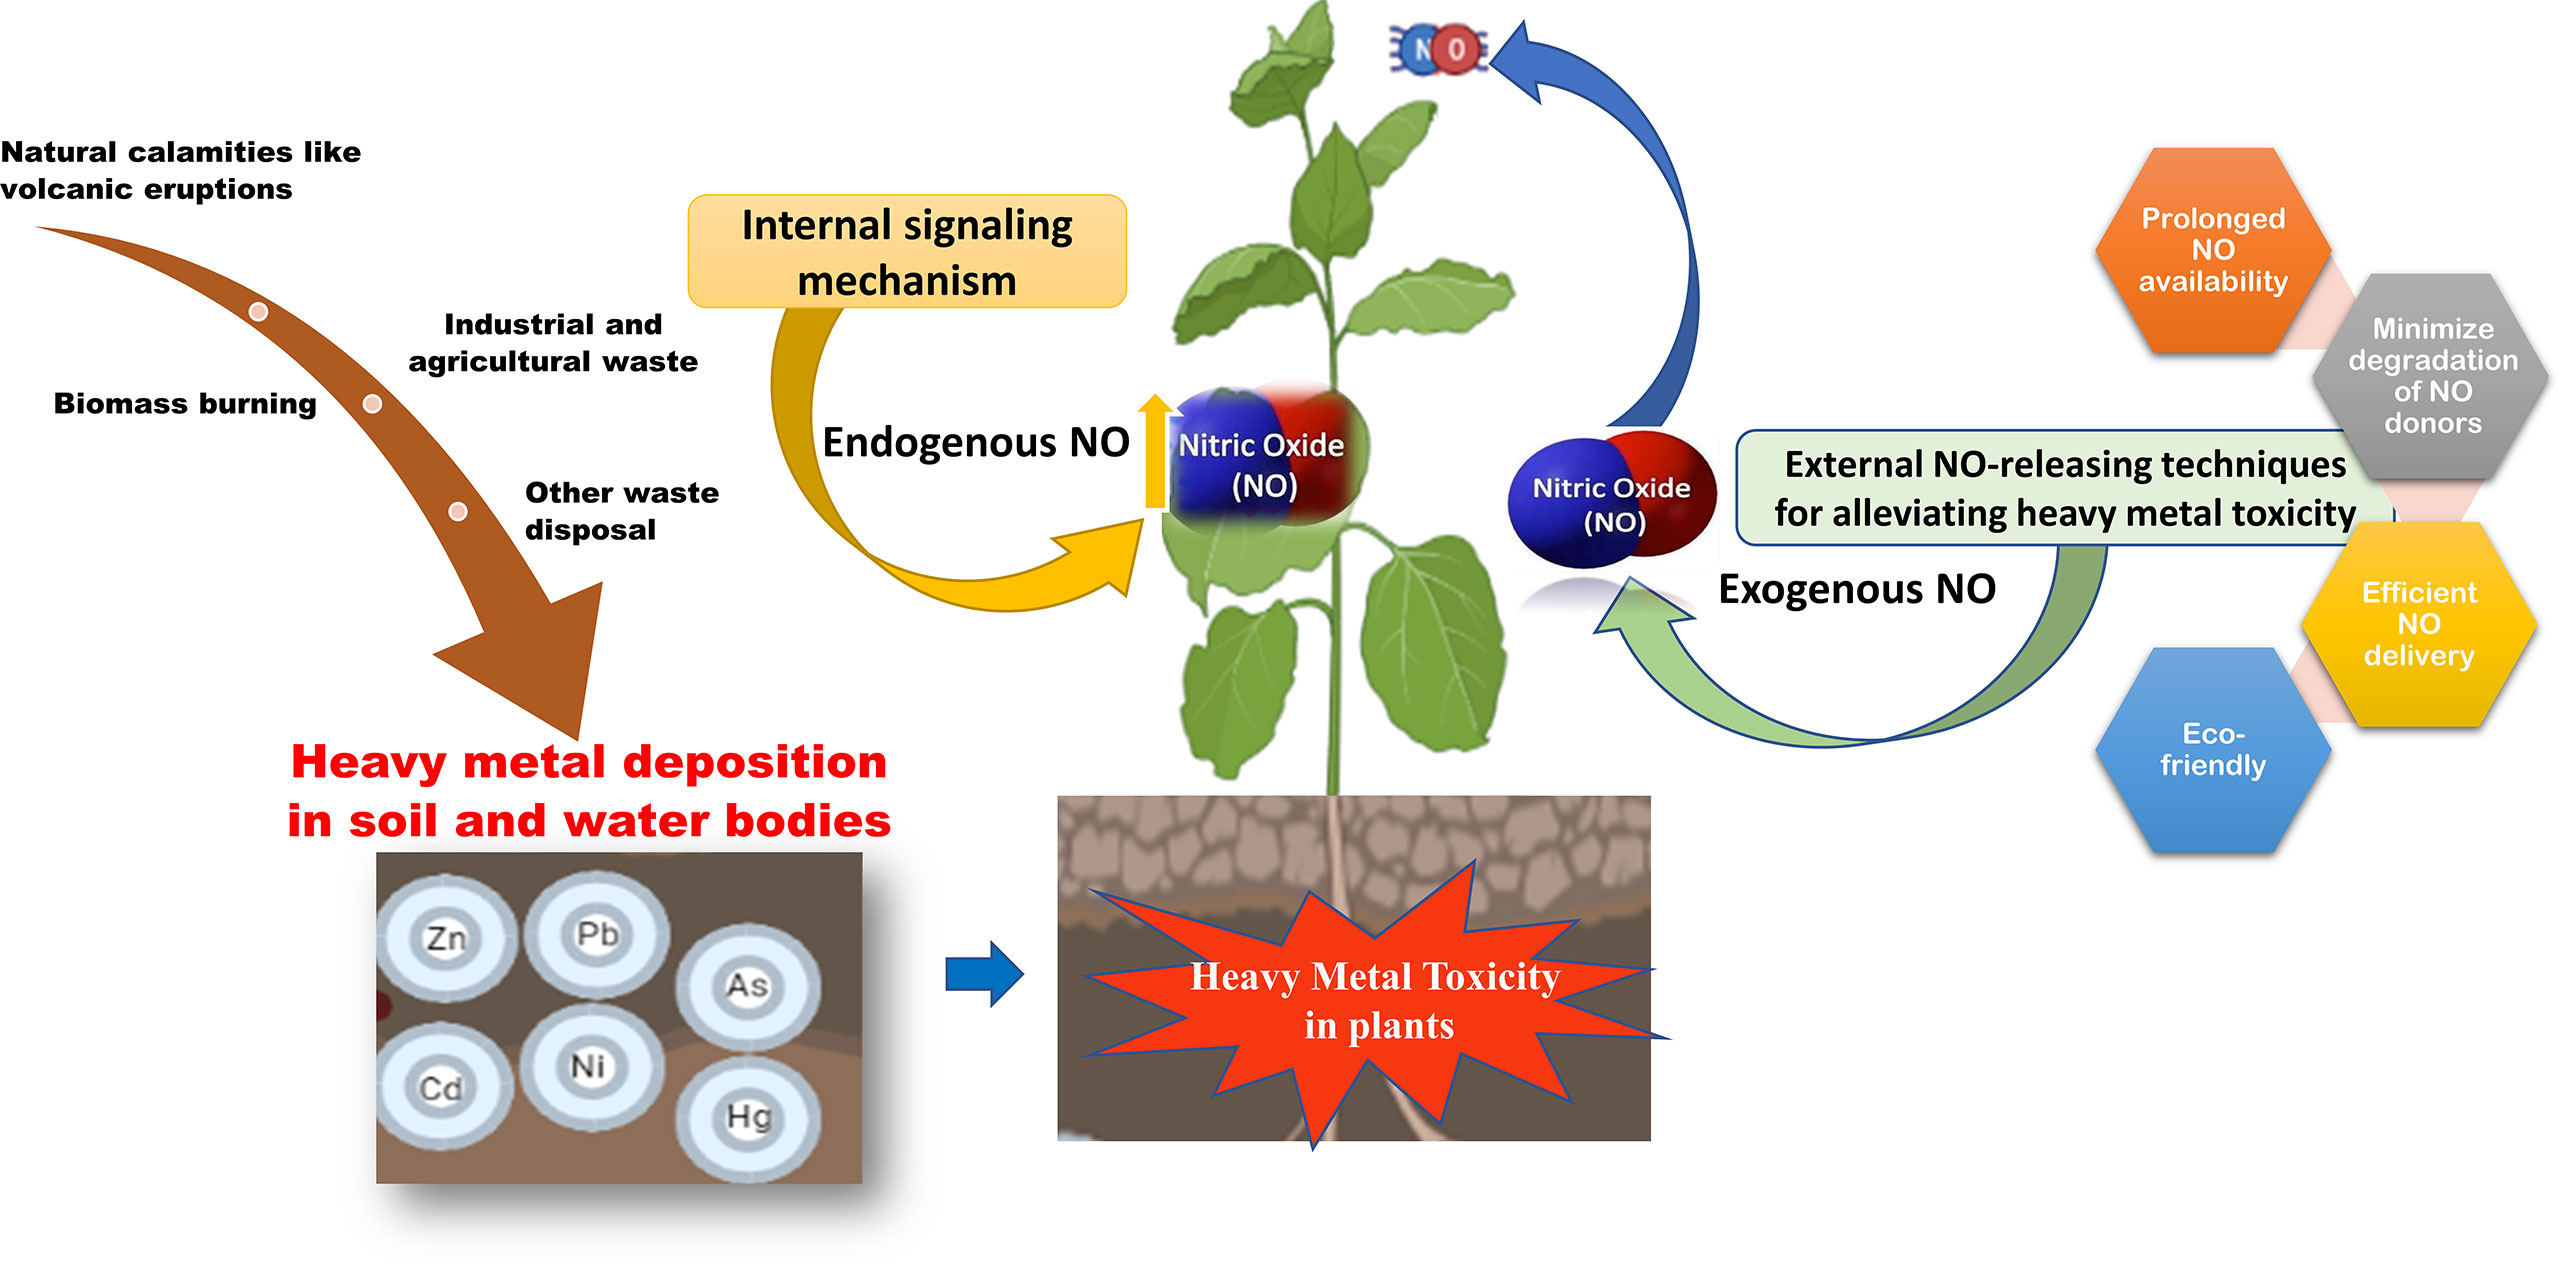 Natural calamities like
volcanic eruptions
Biomass burning
Industrial and
agricultural waste
Other waste
disposal
Heavy metal deposition
in soil and water bodies
Zn
Pb
As
Cd
Ni
Hg
Internal signaling
mechanism
Endogenous NO
Nitric Oxide
(NO)
N O
Heavy Metal Toxicity
in plants
Nitric Oxide
(NO)
Exogenous NO
External NO-releasing techniques
for alleviating heavy metal toxicity
Prolonged
NO
availability
Minimize
degradation
of NO
donors
Efficient
NO
delivery
Eco-
friendly